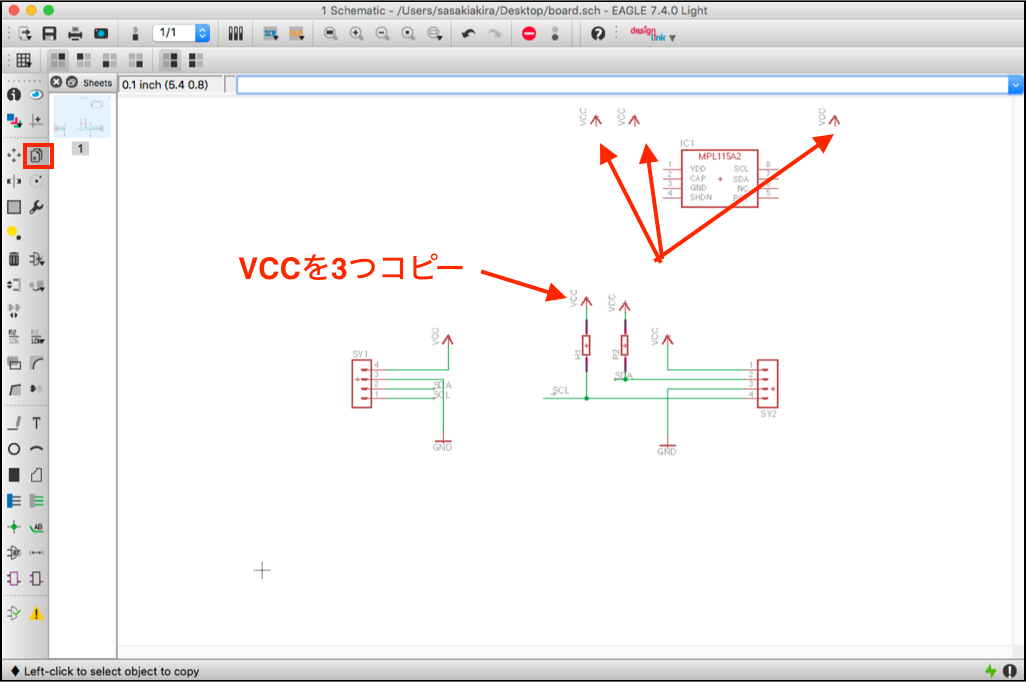 1 Schematic - /Users/sasakiakira/Desktop/board.sch - EAGLE 7.4.0 Light
1/1
SCR
design
link
Sheets
0.1 inch (5.4 0.8)
1
VCC
VCC
VCC
IC1
MPL115A2
1 VDD SCL 8
2 CAP SDA 7
3 GND NC
4 SHDN 5
VCCを3つコピー
VCC
VCC
VCC
VCC
R2
SDA
SCL
SV1
4
3
2
1
SDA
SCL
GND
1
2
3
4
SV2
GND
Left-click to select object to copy